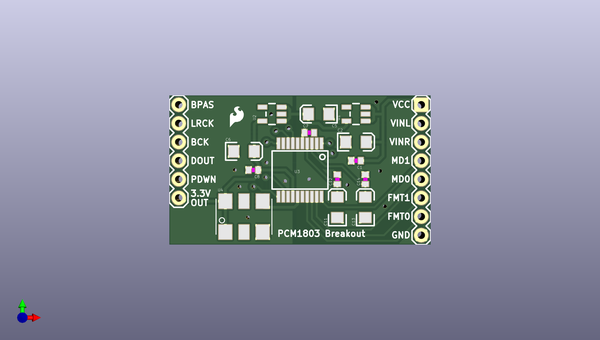 BPAS
LRCK
BCK
DOUT
PDWN
3.3V
OUT
VCC
VINL
VINR
MD1
MD0
FMT1
FMT0
GND
PCM1803 Breakout